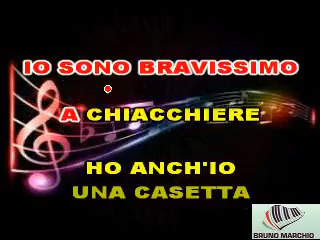 IO SONO BRAVISSIMO
A CHIACCHIERE
HO ANCH'IO
UNA CASETTA
BRUNO MARCHIO